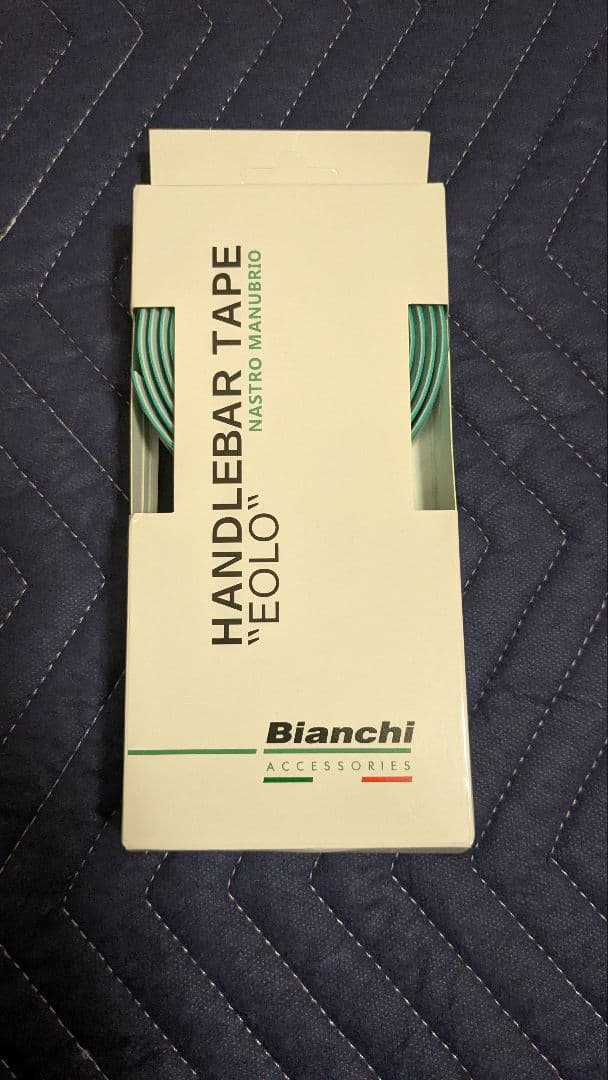 HANDLEBAR TAPE
NASTRO MANUBRIO
"EOLO"
Bianchi
ACCESSORIES